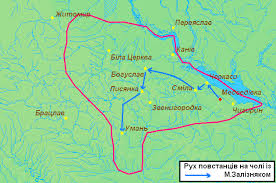 Житомир
Переяслав
Канів
Біла Церква
Богуслав
Черкаси
Сміла
Медведівка
Лисянка
Звенигородка
Чигирин
Брацлав
Умань
Рух повстанців на чолі із
М.Залізняком